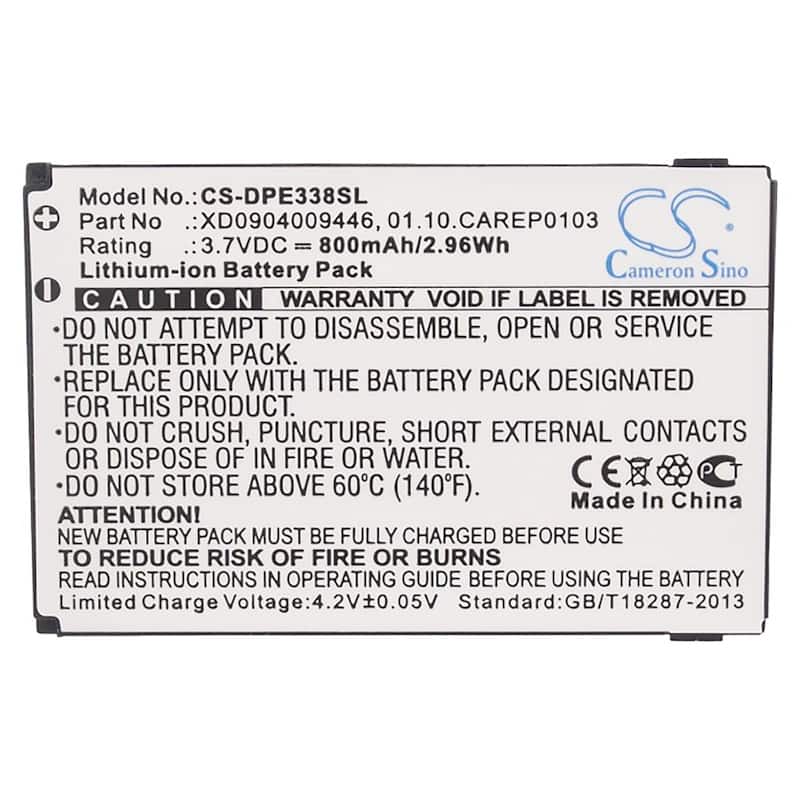 Model No.:CS-DPE338SL
Part No :XD0904009446, 01.10.CAREP0103
Rating :3.7VDC ⎓ 800mAh/2.96Wh
Lithium-ion Battery Pack
CS
Cameron Sino
CAUTION WARRANTY VOID IF LABEL IS REMOVED
•DO NOT ATTEMPT TO DISASSEMBLE, OPEN OR SERVICE
THE BATTERY PACK.
•REPLACE ONLY WITH THE BATTERY PACK DESIGNATED
FOR THIS PRODUCT.
•DO NOT CRUSH, PUNCTURE, SHORT EXTERNAL CONTACTS
OR DISPOSE IN FIRE OR WATER.
•DO NOT STORE ABOVE 60°C (140°F).
CE PCT
Made In China
ATTENTION:
NEW BATTERY PACK MUST BE FULLY CHARGED BEFORE USE
TO REDUCE RISK OF FIRE OR BURNS
READ INSTRUCTIONS IN OPERATING GUIDE BEFORE USING THE BATTERY
Limited Charge Voltage:4.2V±0.05V Standard:GB/T18287-2013